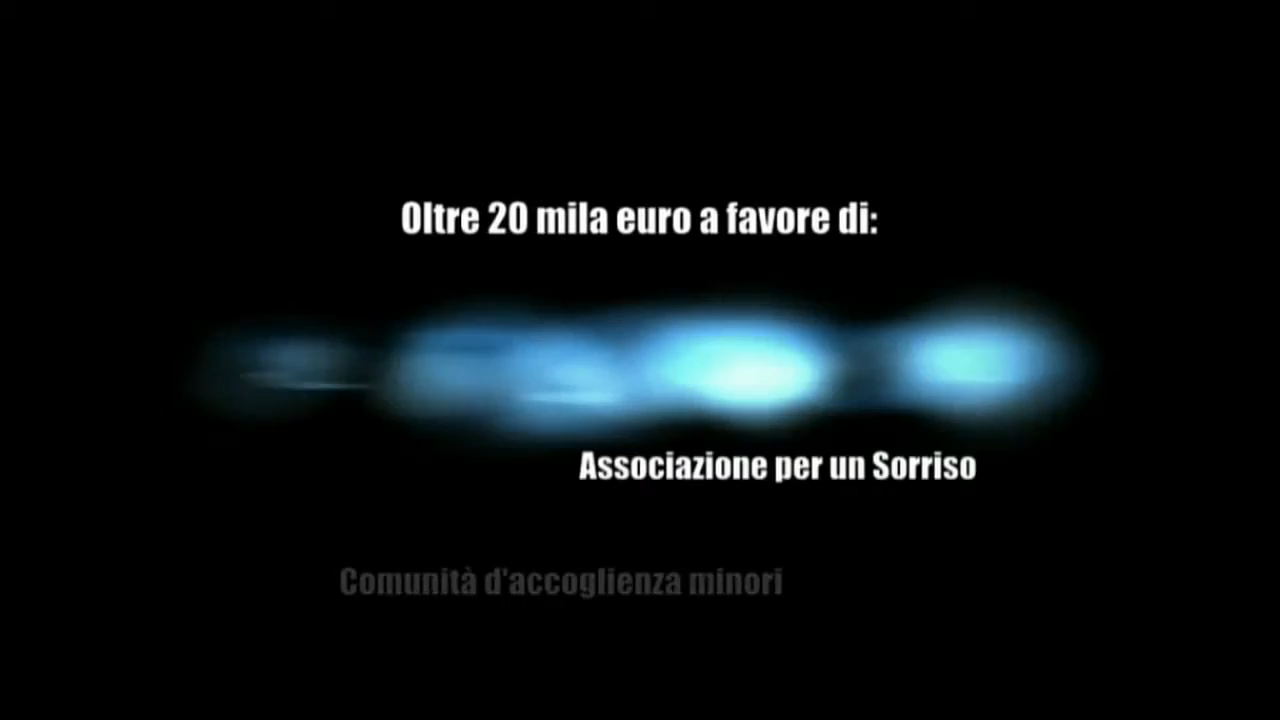 Oltre 20 mila euro a favore di:
Associazione per un Sorriso
Comunità d'accoglienza minori